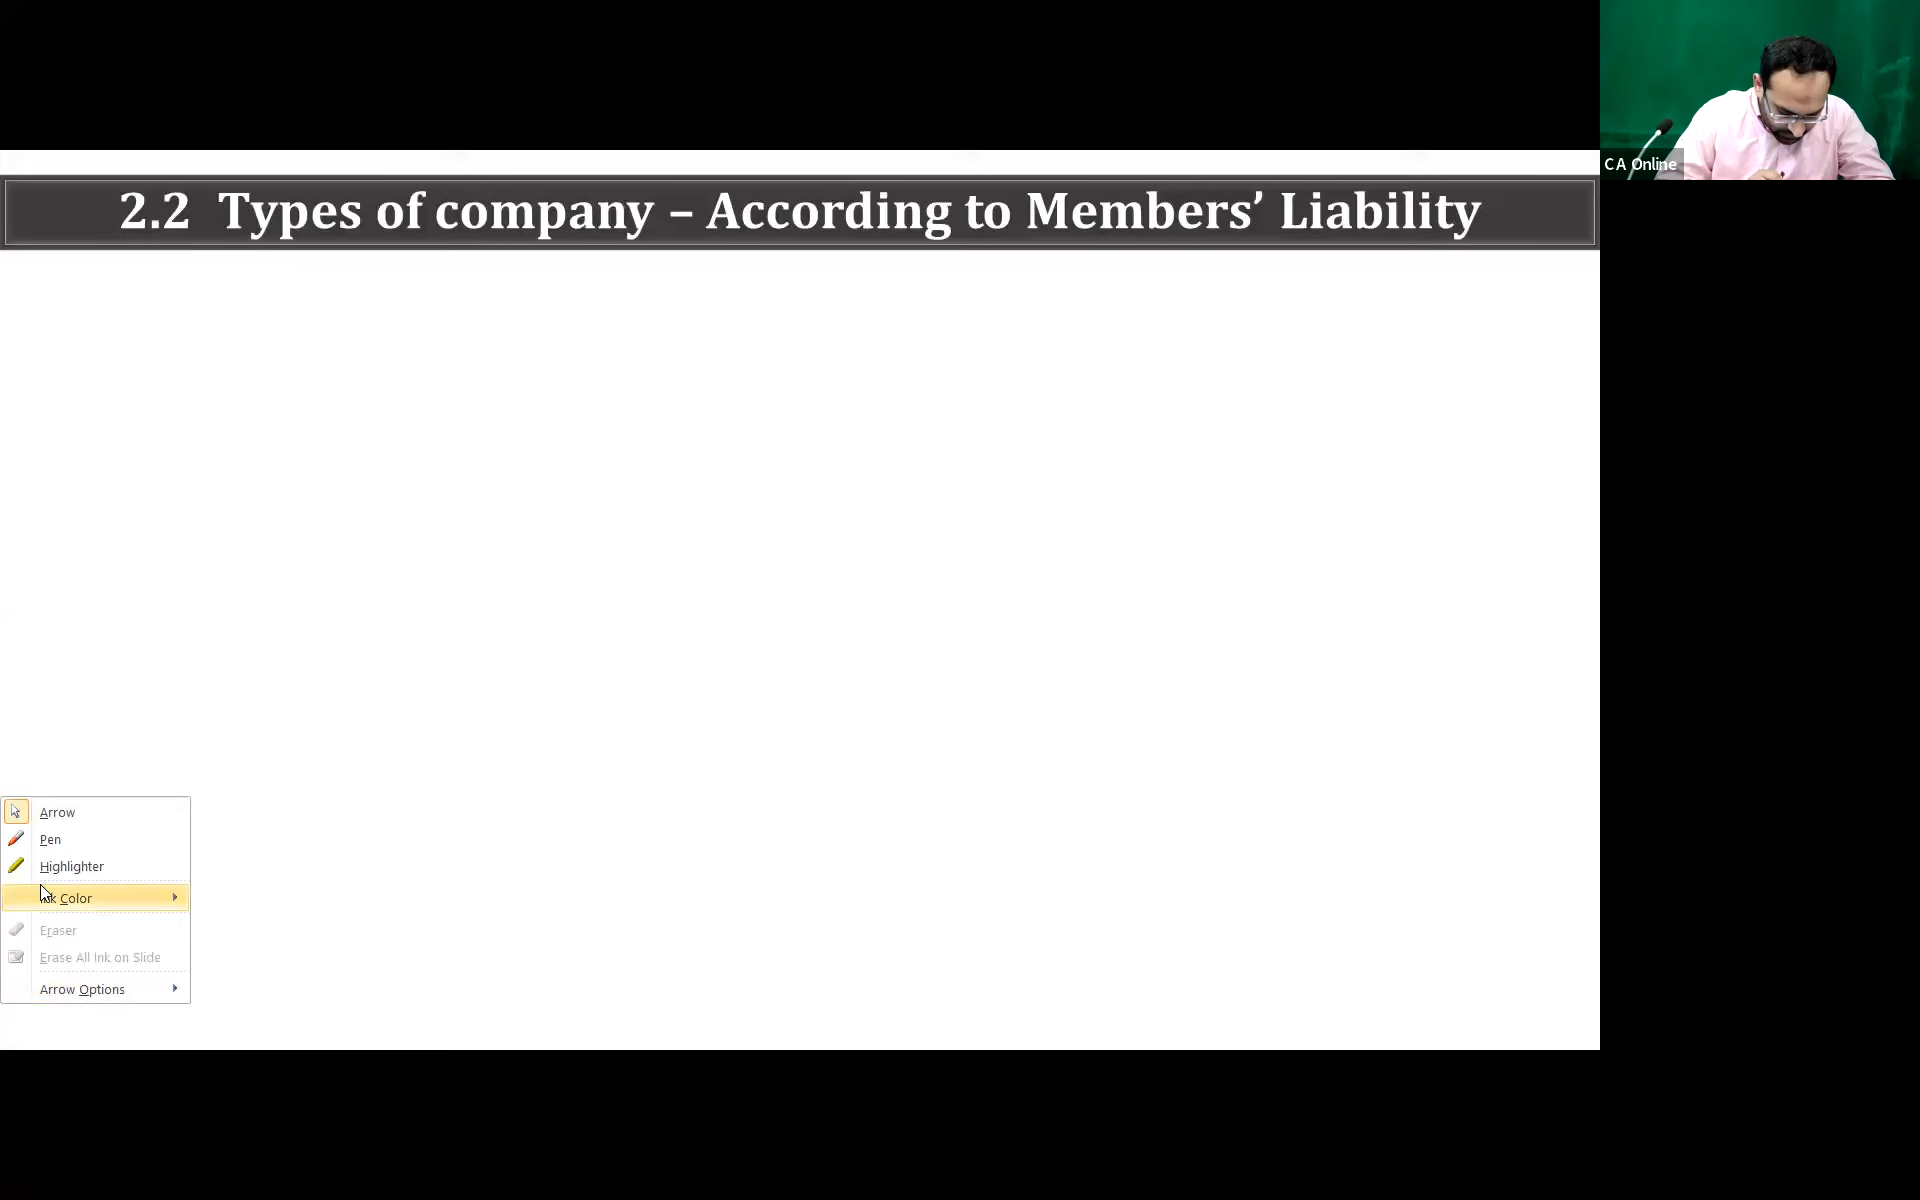 2.2 Types of company – According to Members’ Liability
C A Online
Arrow
Pen
Highlighter
Color
Eraser
Erase All Ink on Slide
Arrow Options